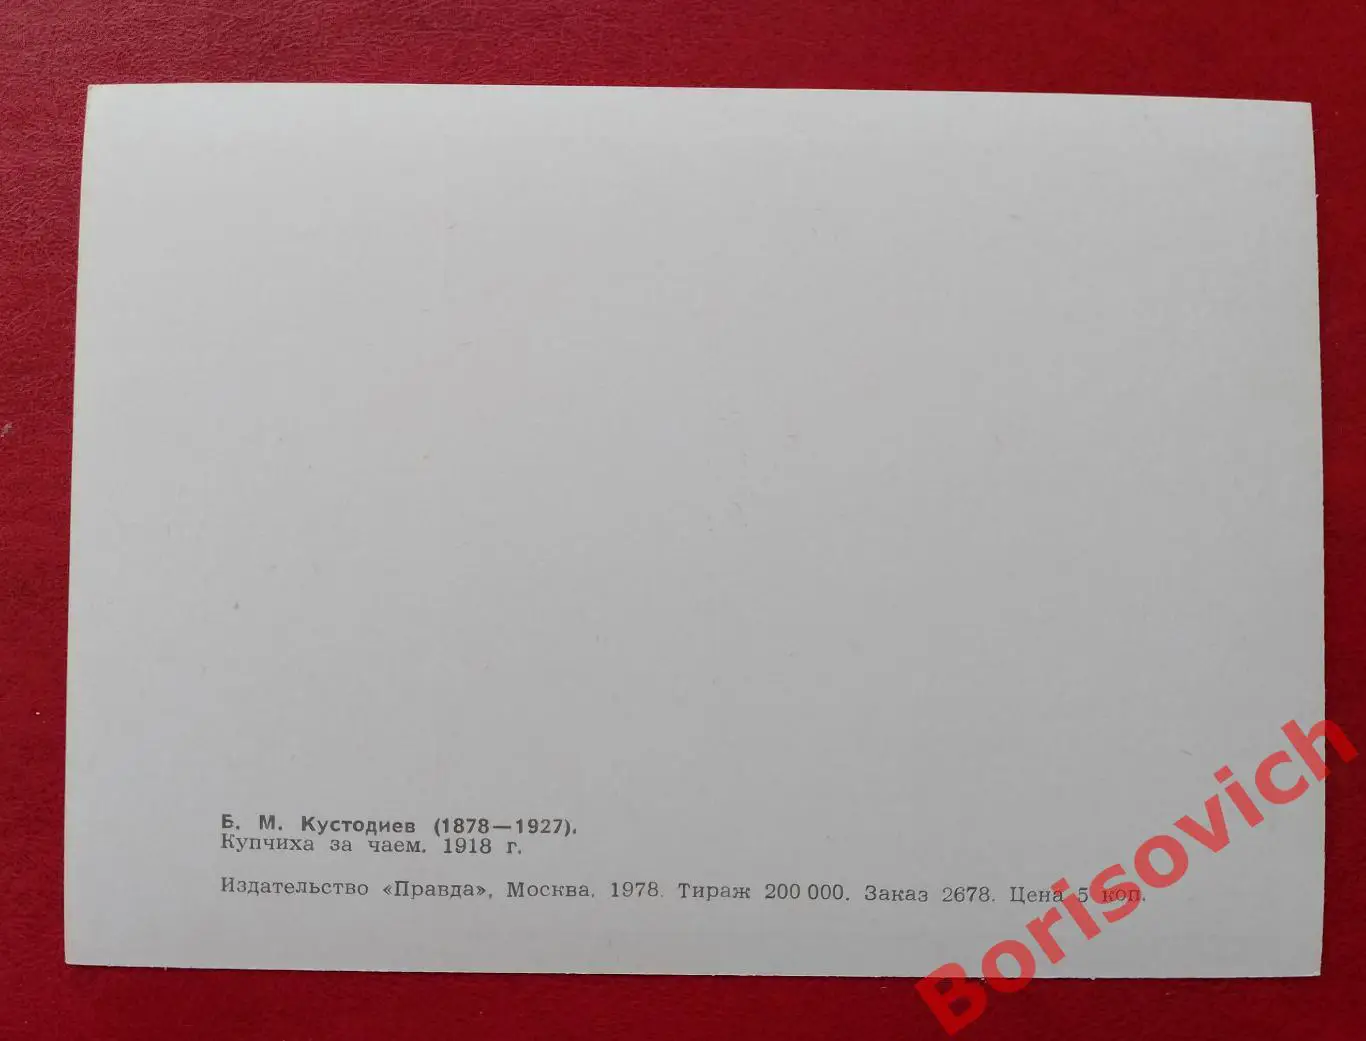 Б. М. Кустодиев (1878—1927).
Купчиха за чаем. 1918 г.
Издательство «Правда», Москва. 1978. Тираж 200 000. Заказ 2678. Цена 5 коп.
Borisovich